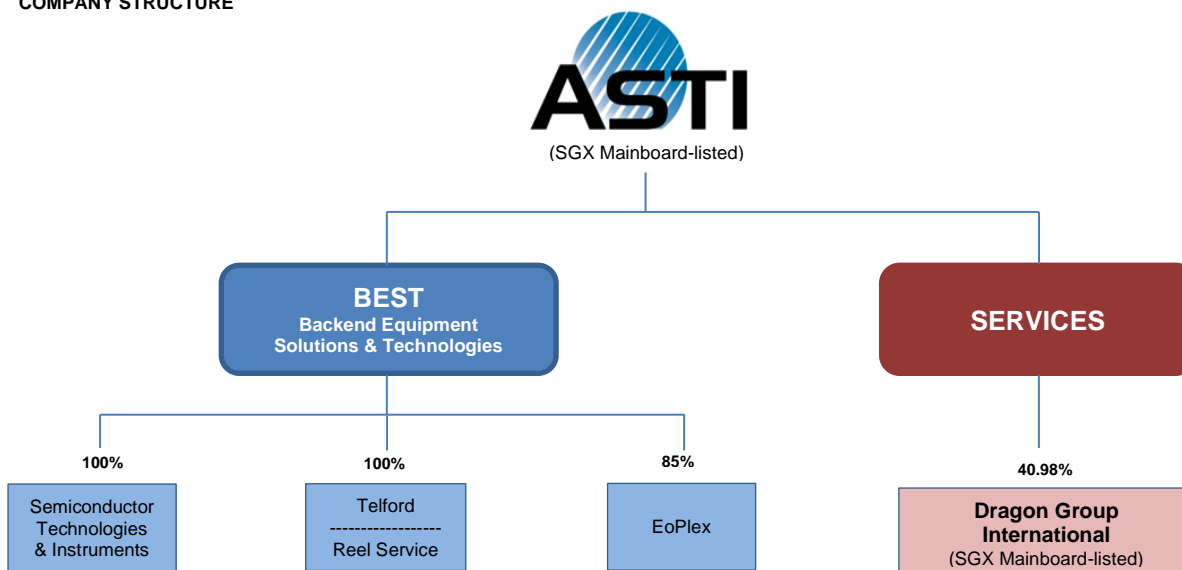 COMPANY STRUCTURE
ASTI
(SGX Mainboard-listed)
BEST
Backend Equipment
Solutions & Technologies
SERVICES
100%
100%
85%
40.98%
Semiconductor
Technologies
& Instruments
Telford
------------------
Reel Service
EoPlex
Dragon Group
International
(SGX Mainboard-listed)